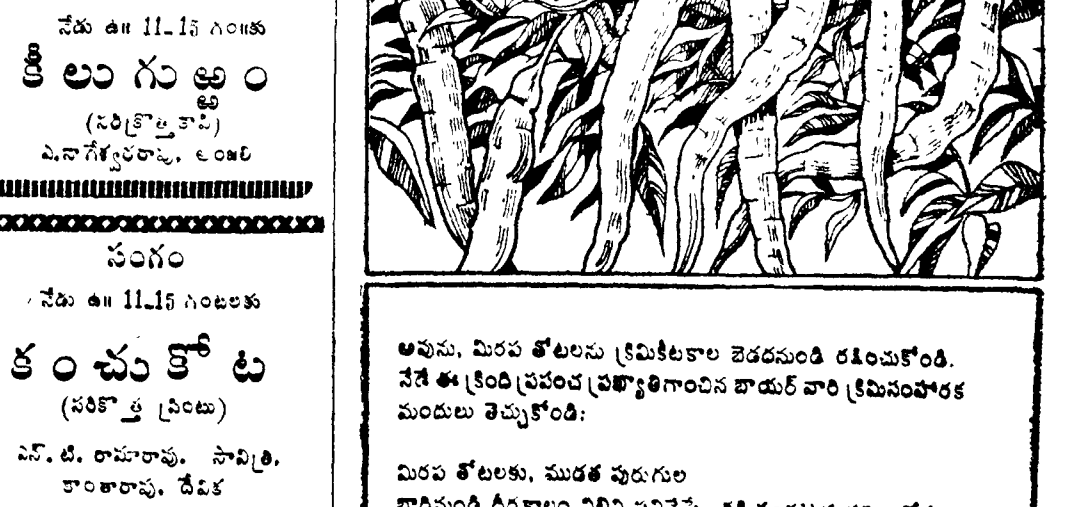 నేడు ఉ॥ 11-15 గం॥కు
కీలుగుఱ్ఱం
(సరిక్రొత్త కాపి)
ఎ.నాగేశ్వరరావు, అంజలి
సంగం
నేడు ఉ॥ 11-15 గంటలకు
కంచుకోట
(సరికొత్త ప్రింటు)
ఎన్. టి. రామారావు, సావిత్రి,
కాంతారావు, దేవిక
అవును, మిరప తోటలను క్రిమికీటకాల బెడదనుండి రక్షించుకోండి.
నేడే ఈ క్రింది ప్రపంచ ప్రఖ్యాతిగాంచిన బాయర్ వారి క్రిమిసంహారక
మందులు తెచ్చుకోండి:
మిరప తోటలకు, ముడత పురుగుల